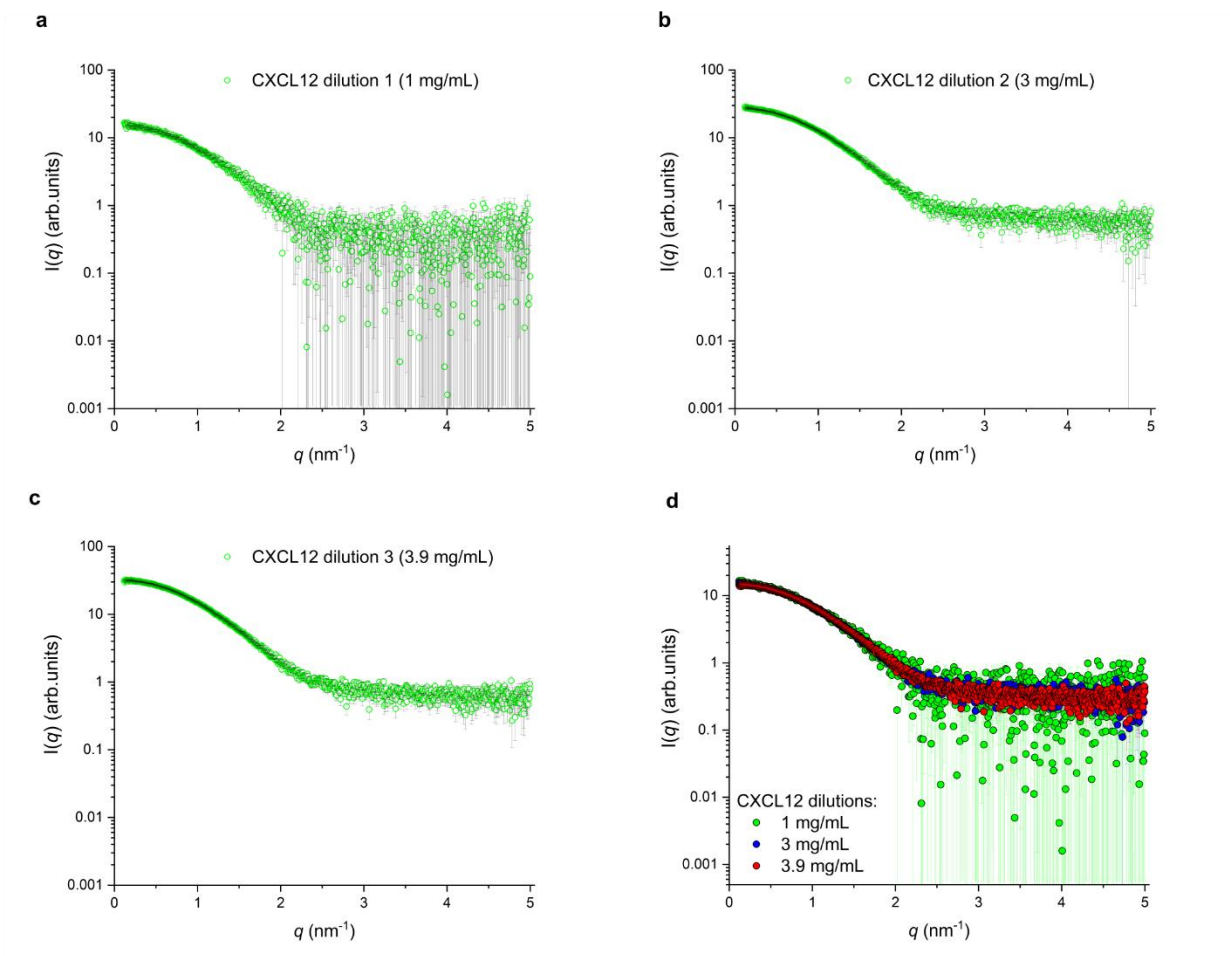 a
CXCL12 dilution 1 (1 mg/mL)
100
10
1
0.1
0.01
0.001
I(q) (arb.units)
0 1 2 3 4 5
q (nm⁻¹)
b
CXCL12 dilution 2 (3 mg/mL)
100
10
1
0.1
0.01
0.001
I(q) (arb.units)
0 1 2 3 4 5
q (nm⁻¹)
c
CXCL12 dilution 3 (3.9 mg/mL)
100
10
1
0.1
0.01
0.001
I(q) (arb.units)
0 1 2 3 4 5
q (nm⁻¹)
d
10
1
0.1
0.01
0.001
I(q) (arb.units)
CXCL12 dilutions:
1 mg/mL
3 mg/mL
3.9 mg/mL
0 1 2 3 4 5
q (nm⁻¹)